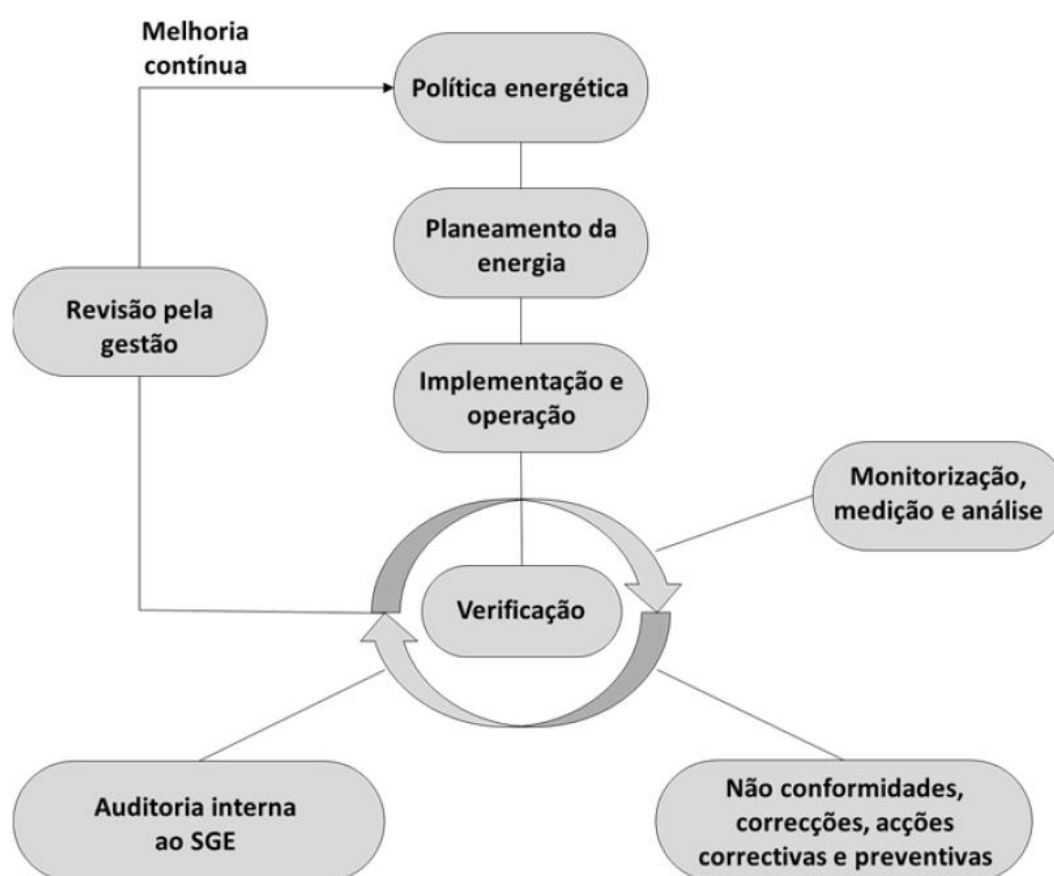 Melhoria
contínua
Política energética
Planeamento da
energia
Revisão pela
gestão
Implementação e
operação
Monitorização,
medição e análise
Verificação
Auditoria interna
ao SGE
Não conformidades,
correcções, acções
correctivas e preventivas